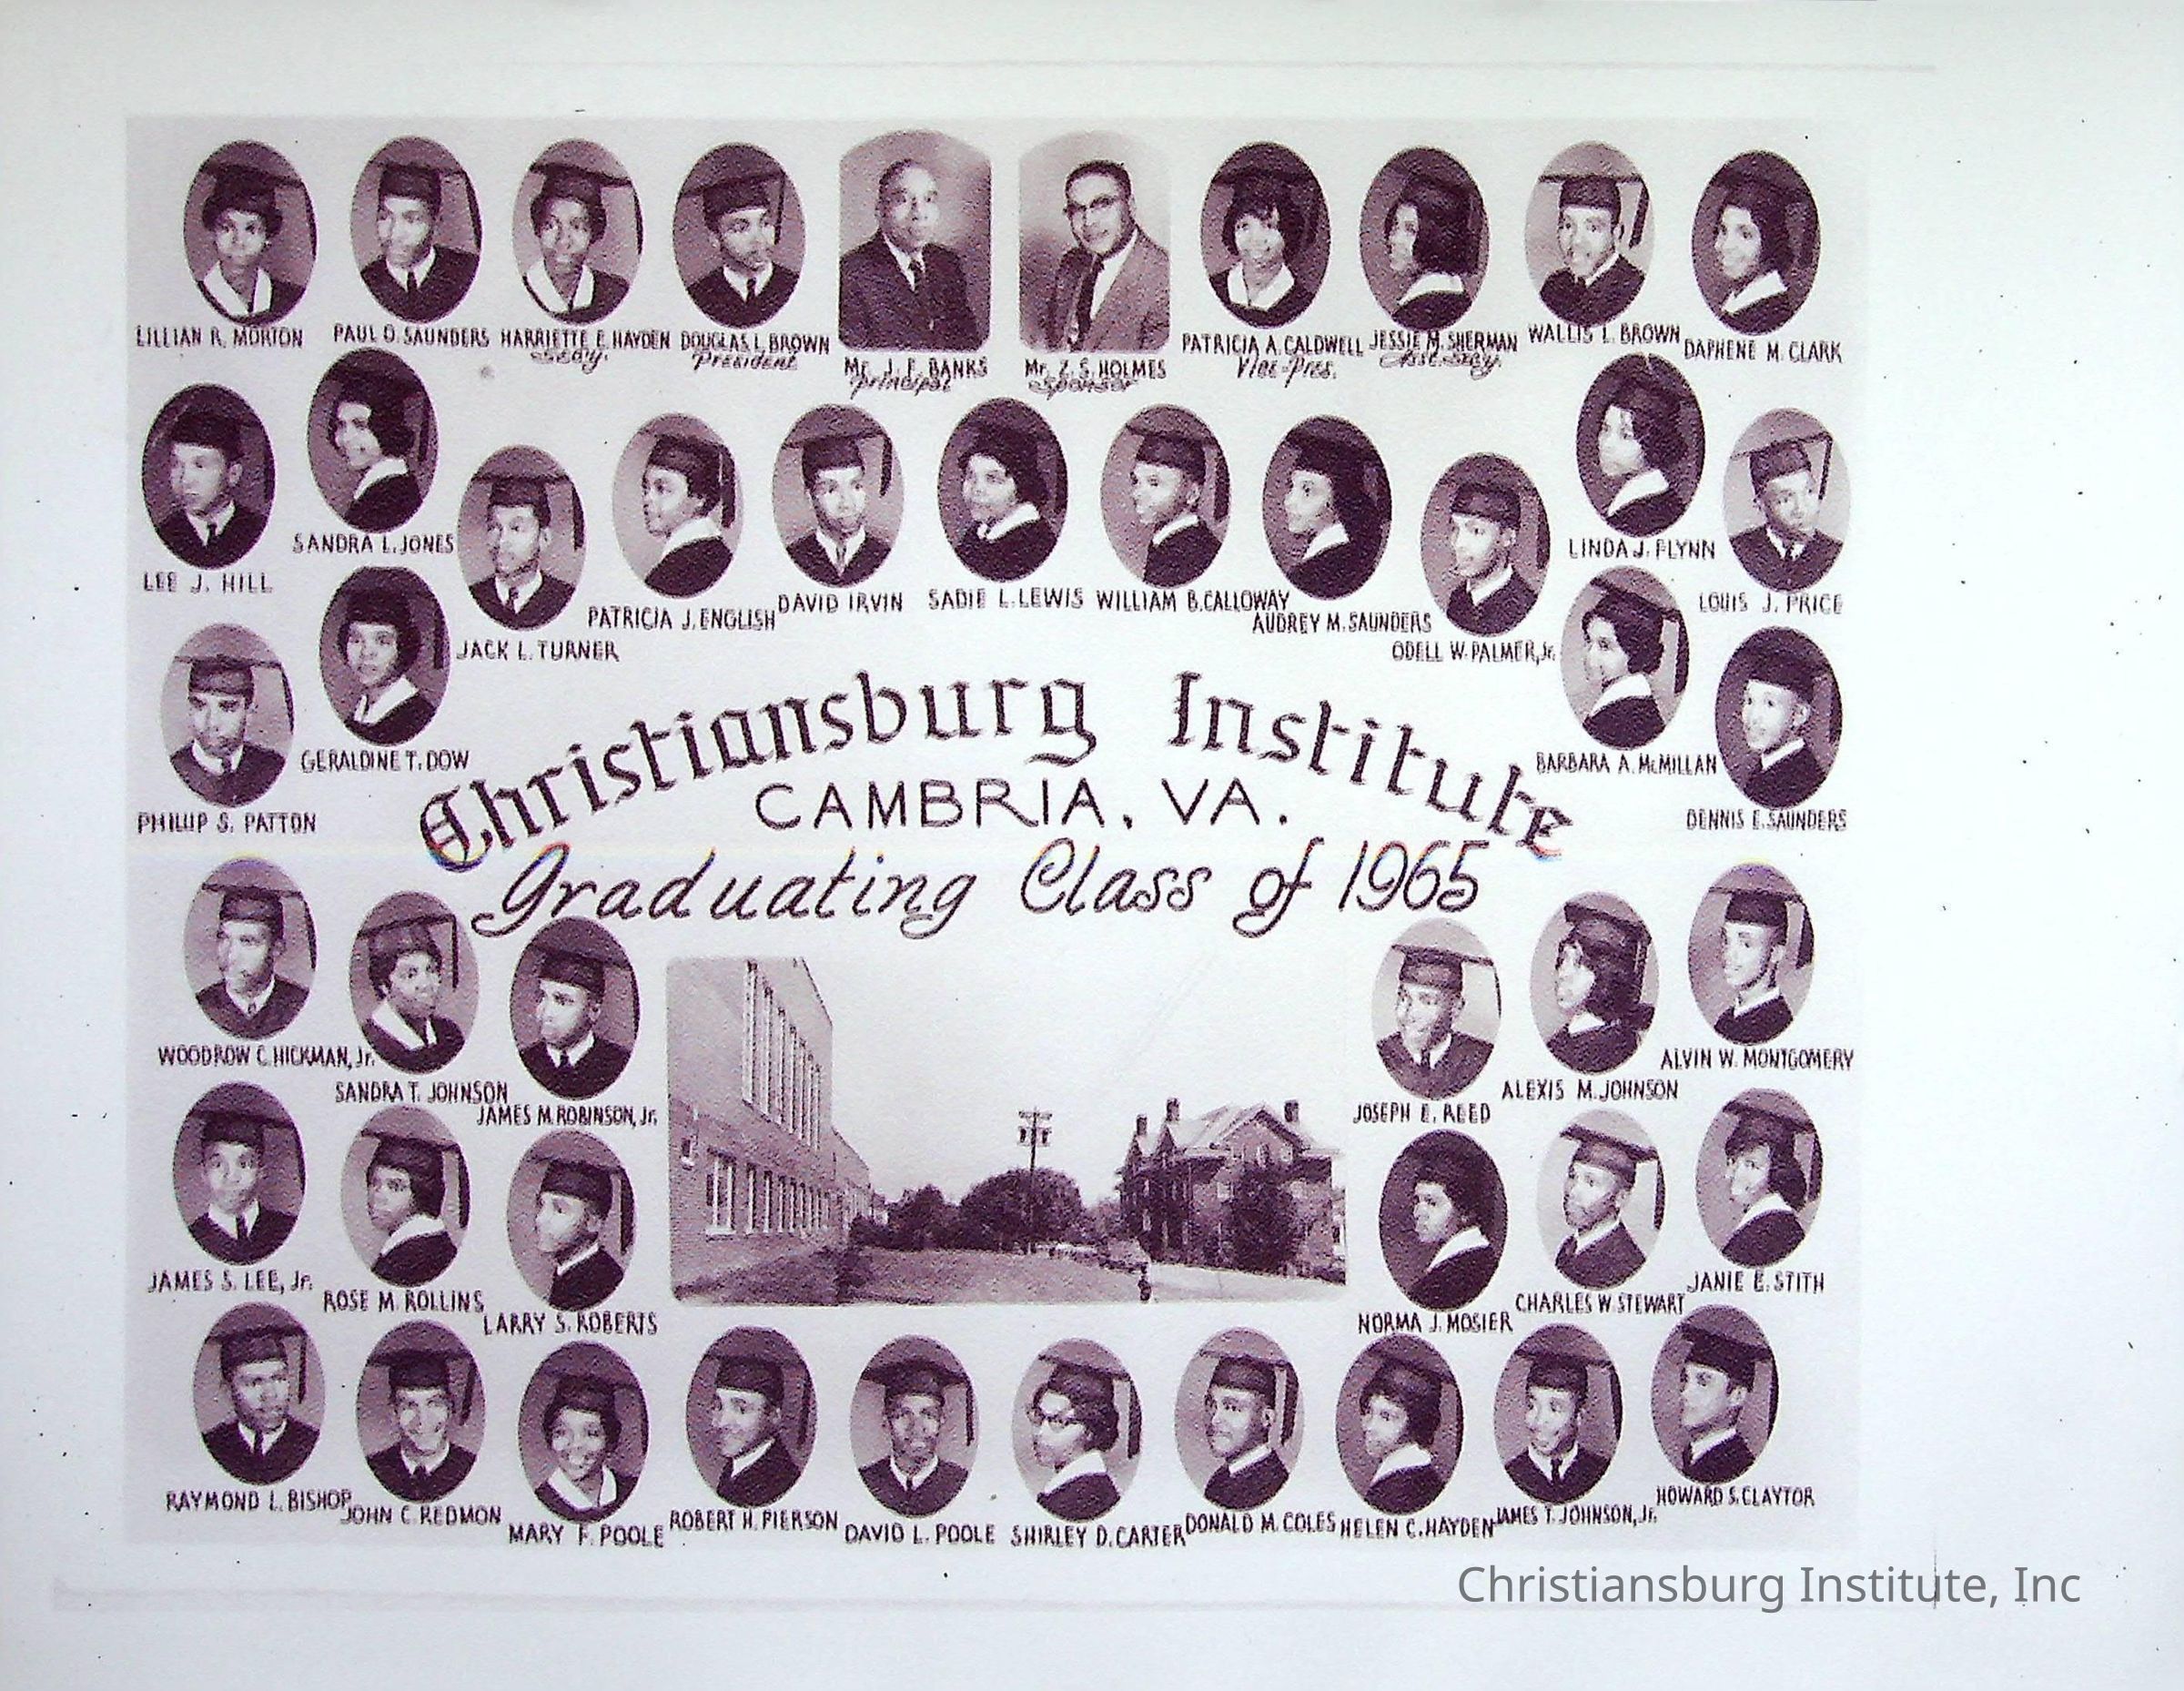 LILLIAN R. MORTON
PAUL O. SAUNDERS
HARRIETTE E. HAYDEN
Secy.
DOUGLAS L. BROWN
President
Mr. J. F. BANKS
Principal
Mr. Z. S. HOLMES
Sponsor
PATRICIA A. CALDWELL
Vice-Pres.
JESSIE M. SHERMAN
Asst. Secy.
WALLIS L. BROWN
DAPHENE M. CLARK
LEE J. HILL
SANDRA L. JONES
JACK L. TURNER
PATRICIA J. ENGLISH
DAVID IRVIN
SADIE L. LEWIS
WILLIAM B. CALLOWAY
AUDREY M. SAUNDERS
ODELL W. PALMER, Jr.
LINDA J. FLYNN
LOUIS J. PRICE
PHILLIP S. PATTON
GERALDINE T. DOW
BARBARA A. McMILLAN
DENNIS E. SAUNDERS
Christiansburg Institute
CAMBRIA, VA.
Graduating Class of 1965
WOODROW C. HICKMAN, Jr.
SANDRA T. JOHNSON
JAMES M. ROBINSON, Jr.
JOSEPH E. REED
ALEXIS M. JOHNSON
ALVIN W. MONTGOMERY
JAMES S. LEE, Jr.
ROSE M. ROLLINS
LARRY S. ROBERTS
NORMA J. MOSIER
CHARLES W. STEWART
JANIE E. STITH
RAYMOND L. BISHOP
JOHN C. REDMON
MARY F. POOLE
ROBERT H. PIERSON
DAVID L. POOLE
SHIRLEY D. CARTER
DONALD M. COLES
HELEN C. HAYDEN
JAMES T. JOHNSON, Jr.
HOWARD S. CLAYTOR
Christiansburg Institute, Inc